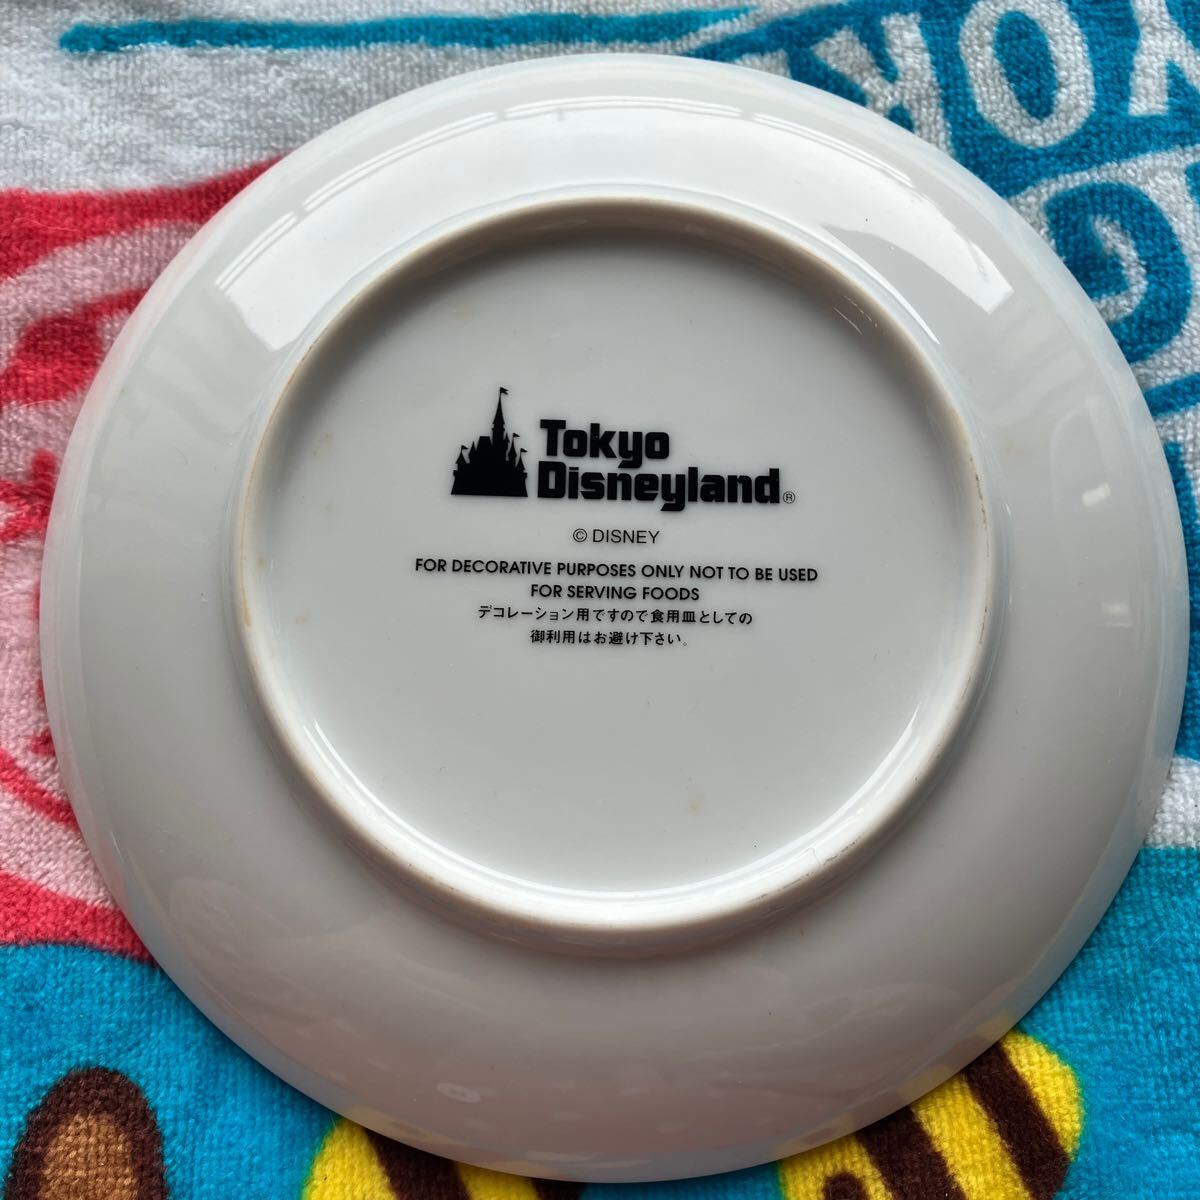 Tokyo
Disneyland®
© DISNEY
FOR DECORATIVE PURPOSES ONLY NOT TO BE USED
FOR SERVING FOODS
デコレーション用ですので食用皿としての
御利用はお避け下さい。